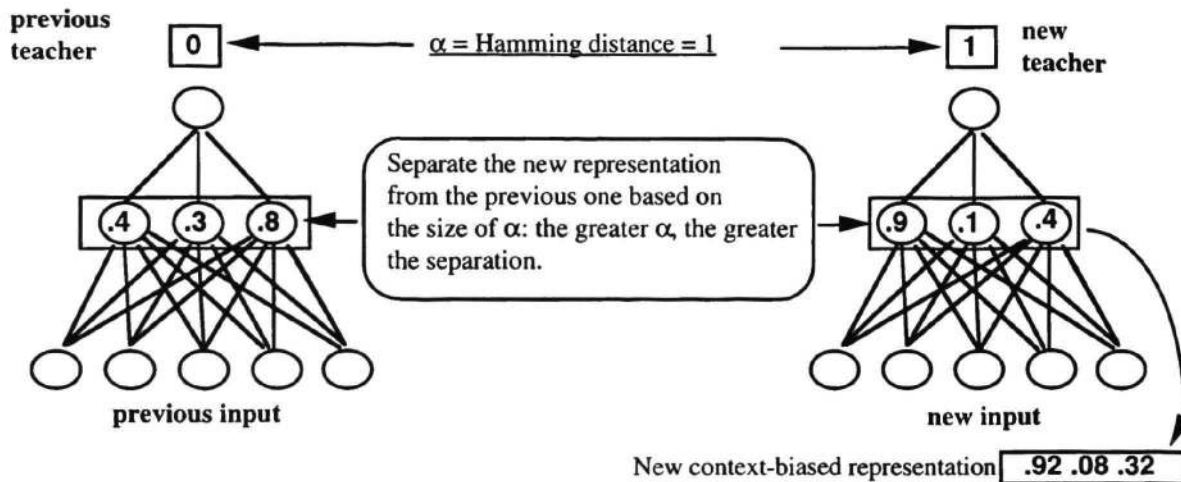 previous
teacher
0
α = Hamming distance = 1
1
new
teacher
Separate the new representation
from the previous one based on
the size of α: the greater α, the greater
the separation.
.4 .3 .8
.9 .1 .4
previous input
new input
New context-biased representation .92 .08 .32